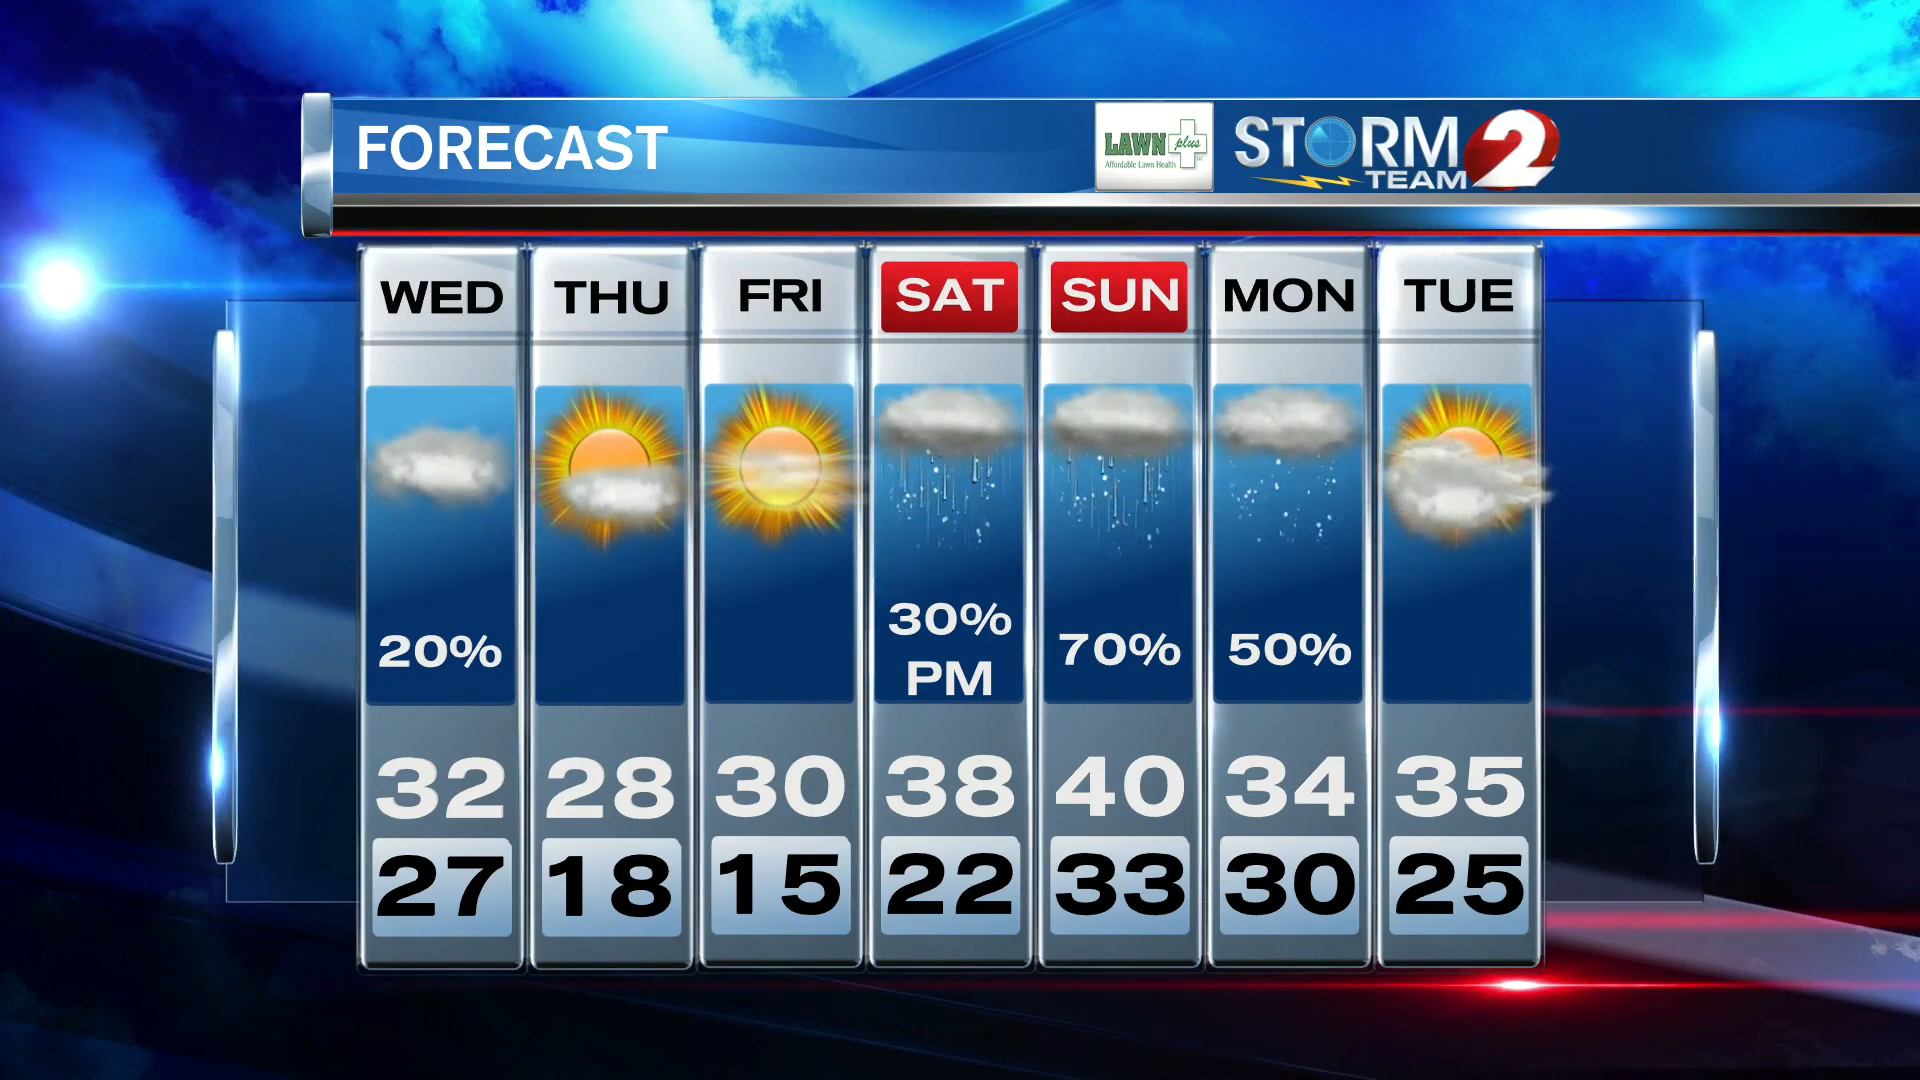 FORECAST
LAWN plus
Affordable Lawn Health
STORM
TEAM 2
WED THU FRI SAT SUN MON TUE
20% 30% 70% 50%
PM
32 28 30 38 40 34 35
27 18 15 22 33 30 25